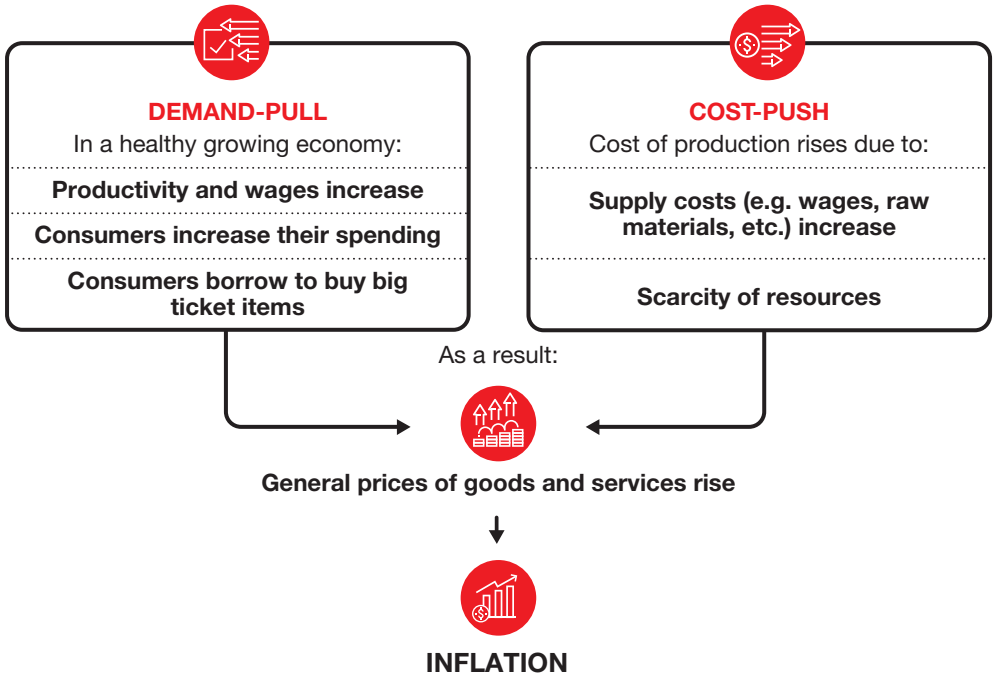 DEMAND-PULL
In a healthy growing economy:
Productivity and wages increase
Consumers increase their spending
Consumers borrow to buy big
ticket items
COST-PUSH
Cost of production rises due to:
Supply costs (e.g. wages, raw
materials, etc.) increase
Scarcity of resources
As a result:
General prices of goods and services rise
INFLATION